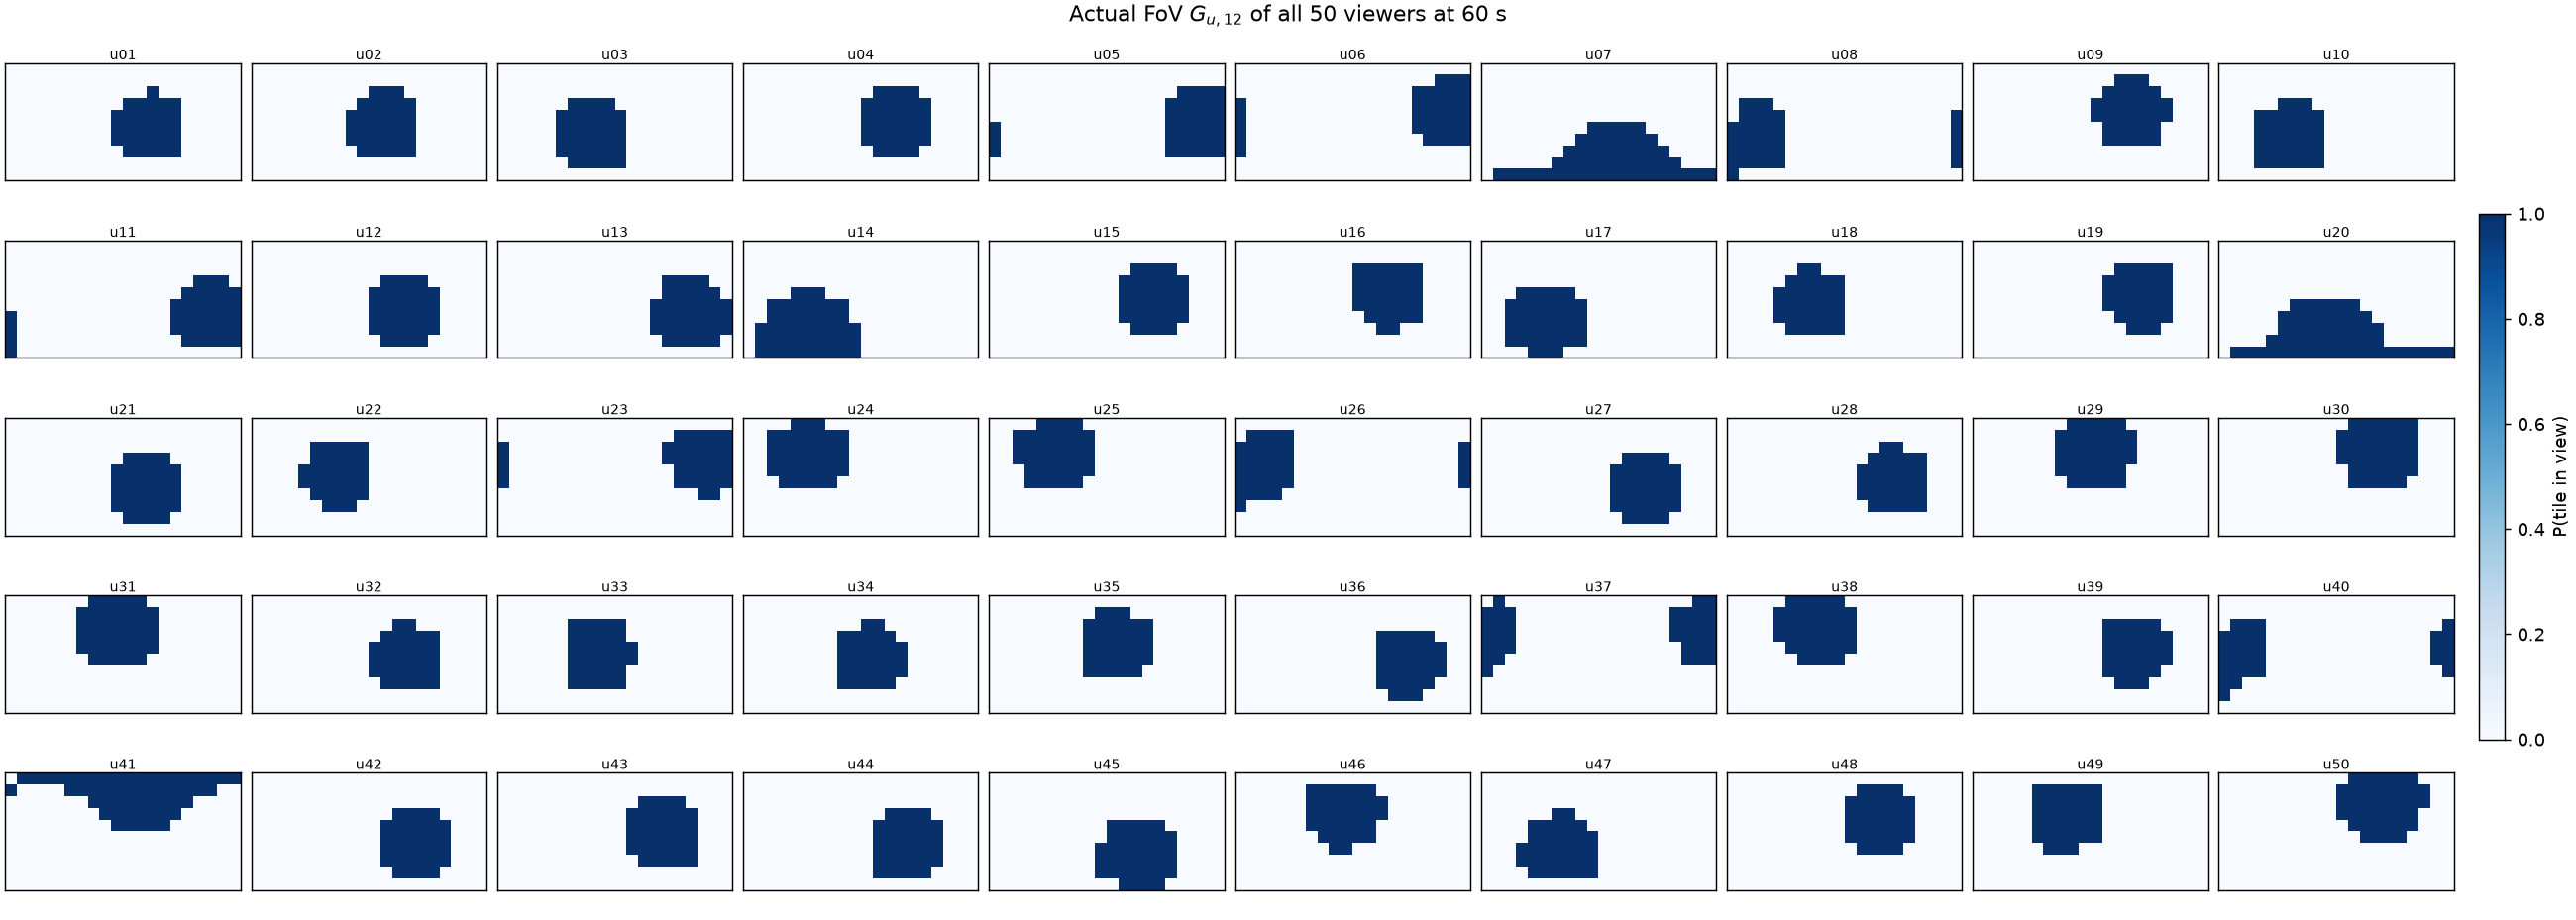 Actual FoV G_{u,12} of all 50 viewers at 60 s
u01 u02 u03 u04 u05 u06 u07 u08 u09 u10
u11 u12 u13 u14 u15 u16 u17 u18 u19 u20
u21 u22 u23 u24 u25 u26 u27 u28 u29 u30
u31 u32 u33 u34 u35 u36 u37 u38 u39 u40
u41 u42 u43 u44 u45 u46 u47 u48 u49 u50
1.0
0.8
0.6
0.4
0.2
0.0
P(tile in view)